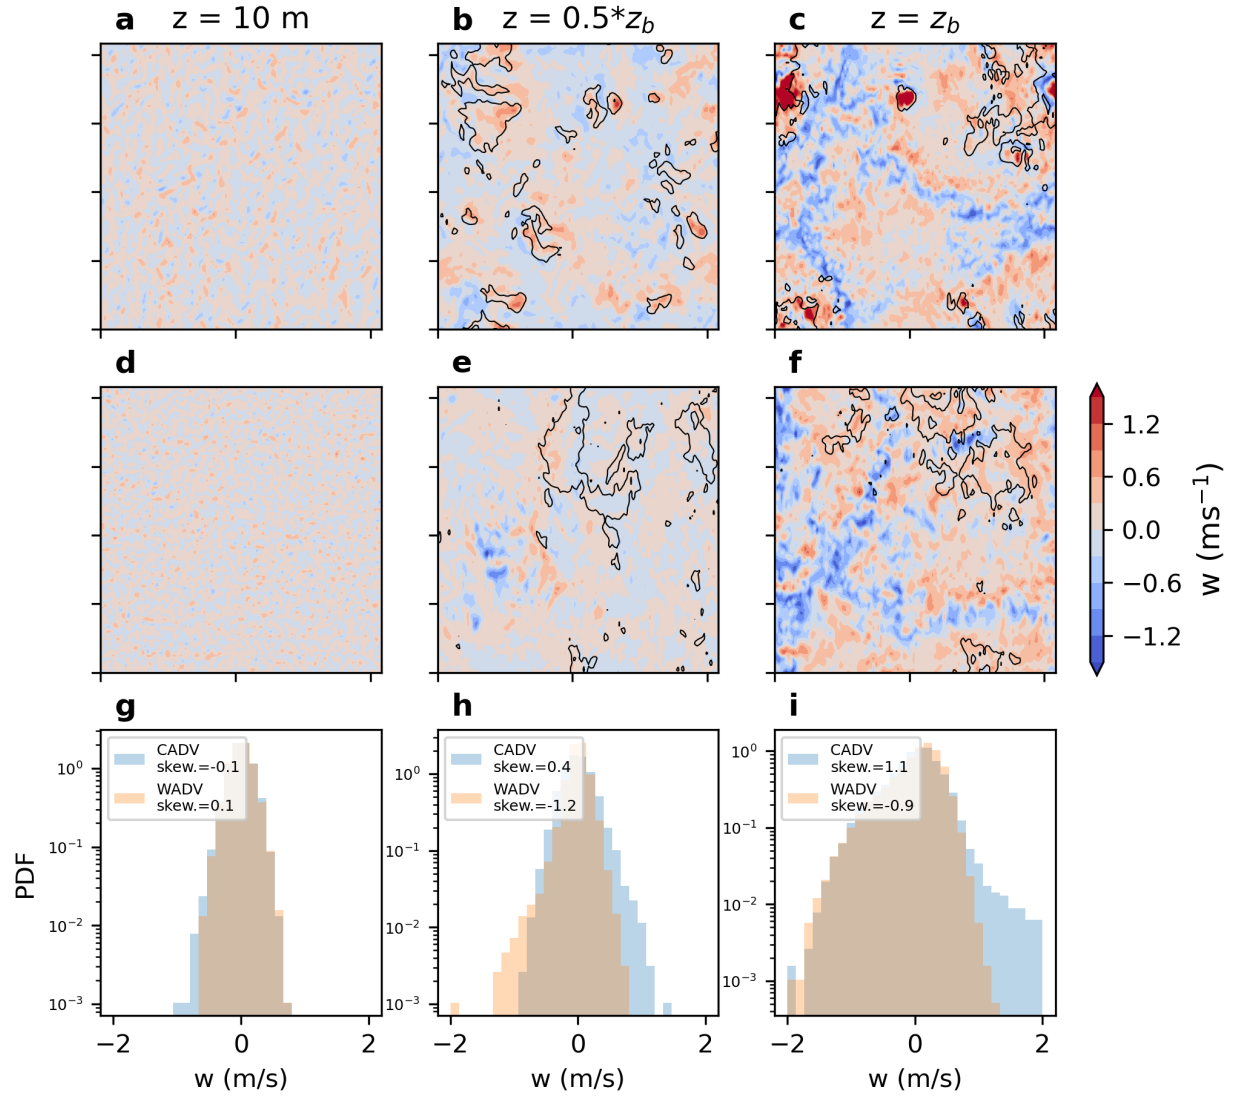 a z = 10 m
b z = 0.5*z_b
c z = z_b
d
e
f
1.2
0.6
0.0
−0.6
−1.2
w (ms⁻¹)
g
h
i
CADV
skew.=-0.1
WADV
skew.=0.1
CADV
skew.=0.4
WADV
skew.=-1.2
CADV
skew.=1.1
WADV
skew.=-0.9
PDF
10⁰
10⁻¹
10⁻²
10⁻³
10⁰
10⁻¹
10⁻²
10⁻³
10⁰
10⁻¹
10⁻²
10⁻³
−2 0 2
−2 0 2
−2 0 2
w (m/s)
w (m/s)
w (m/s)